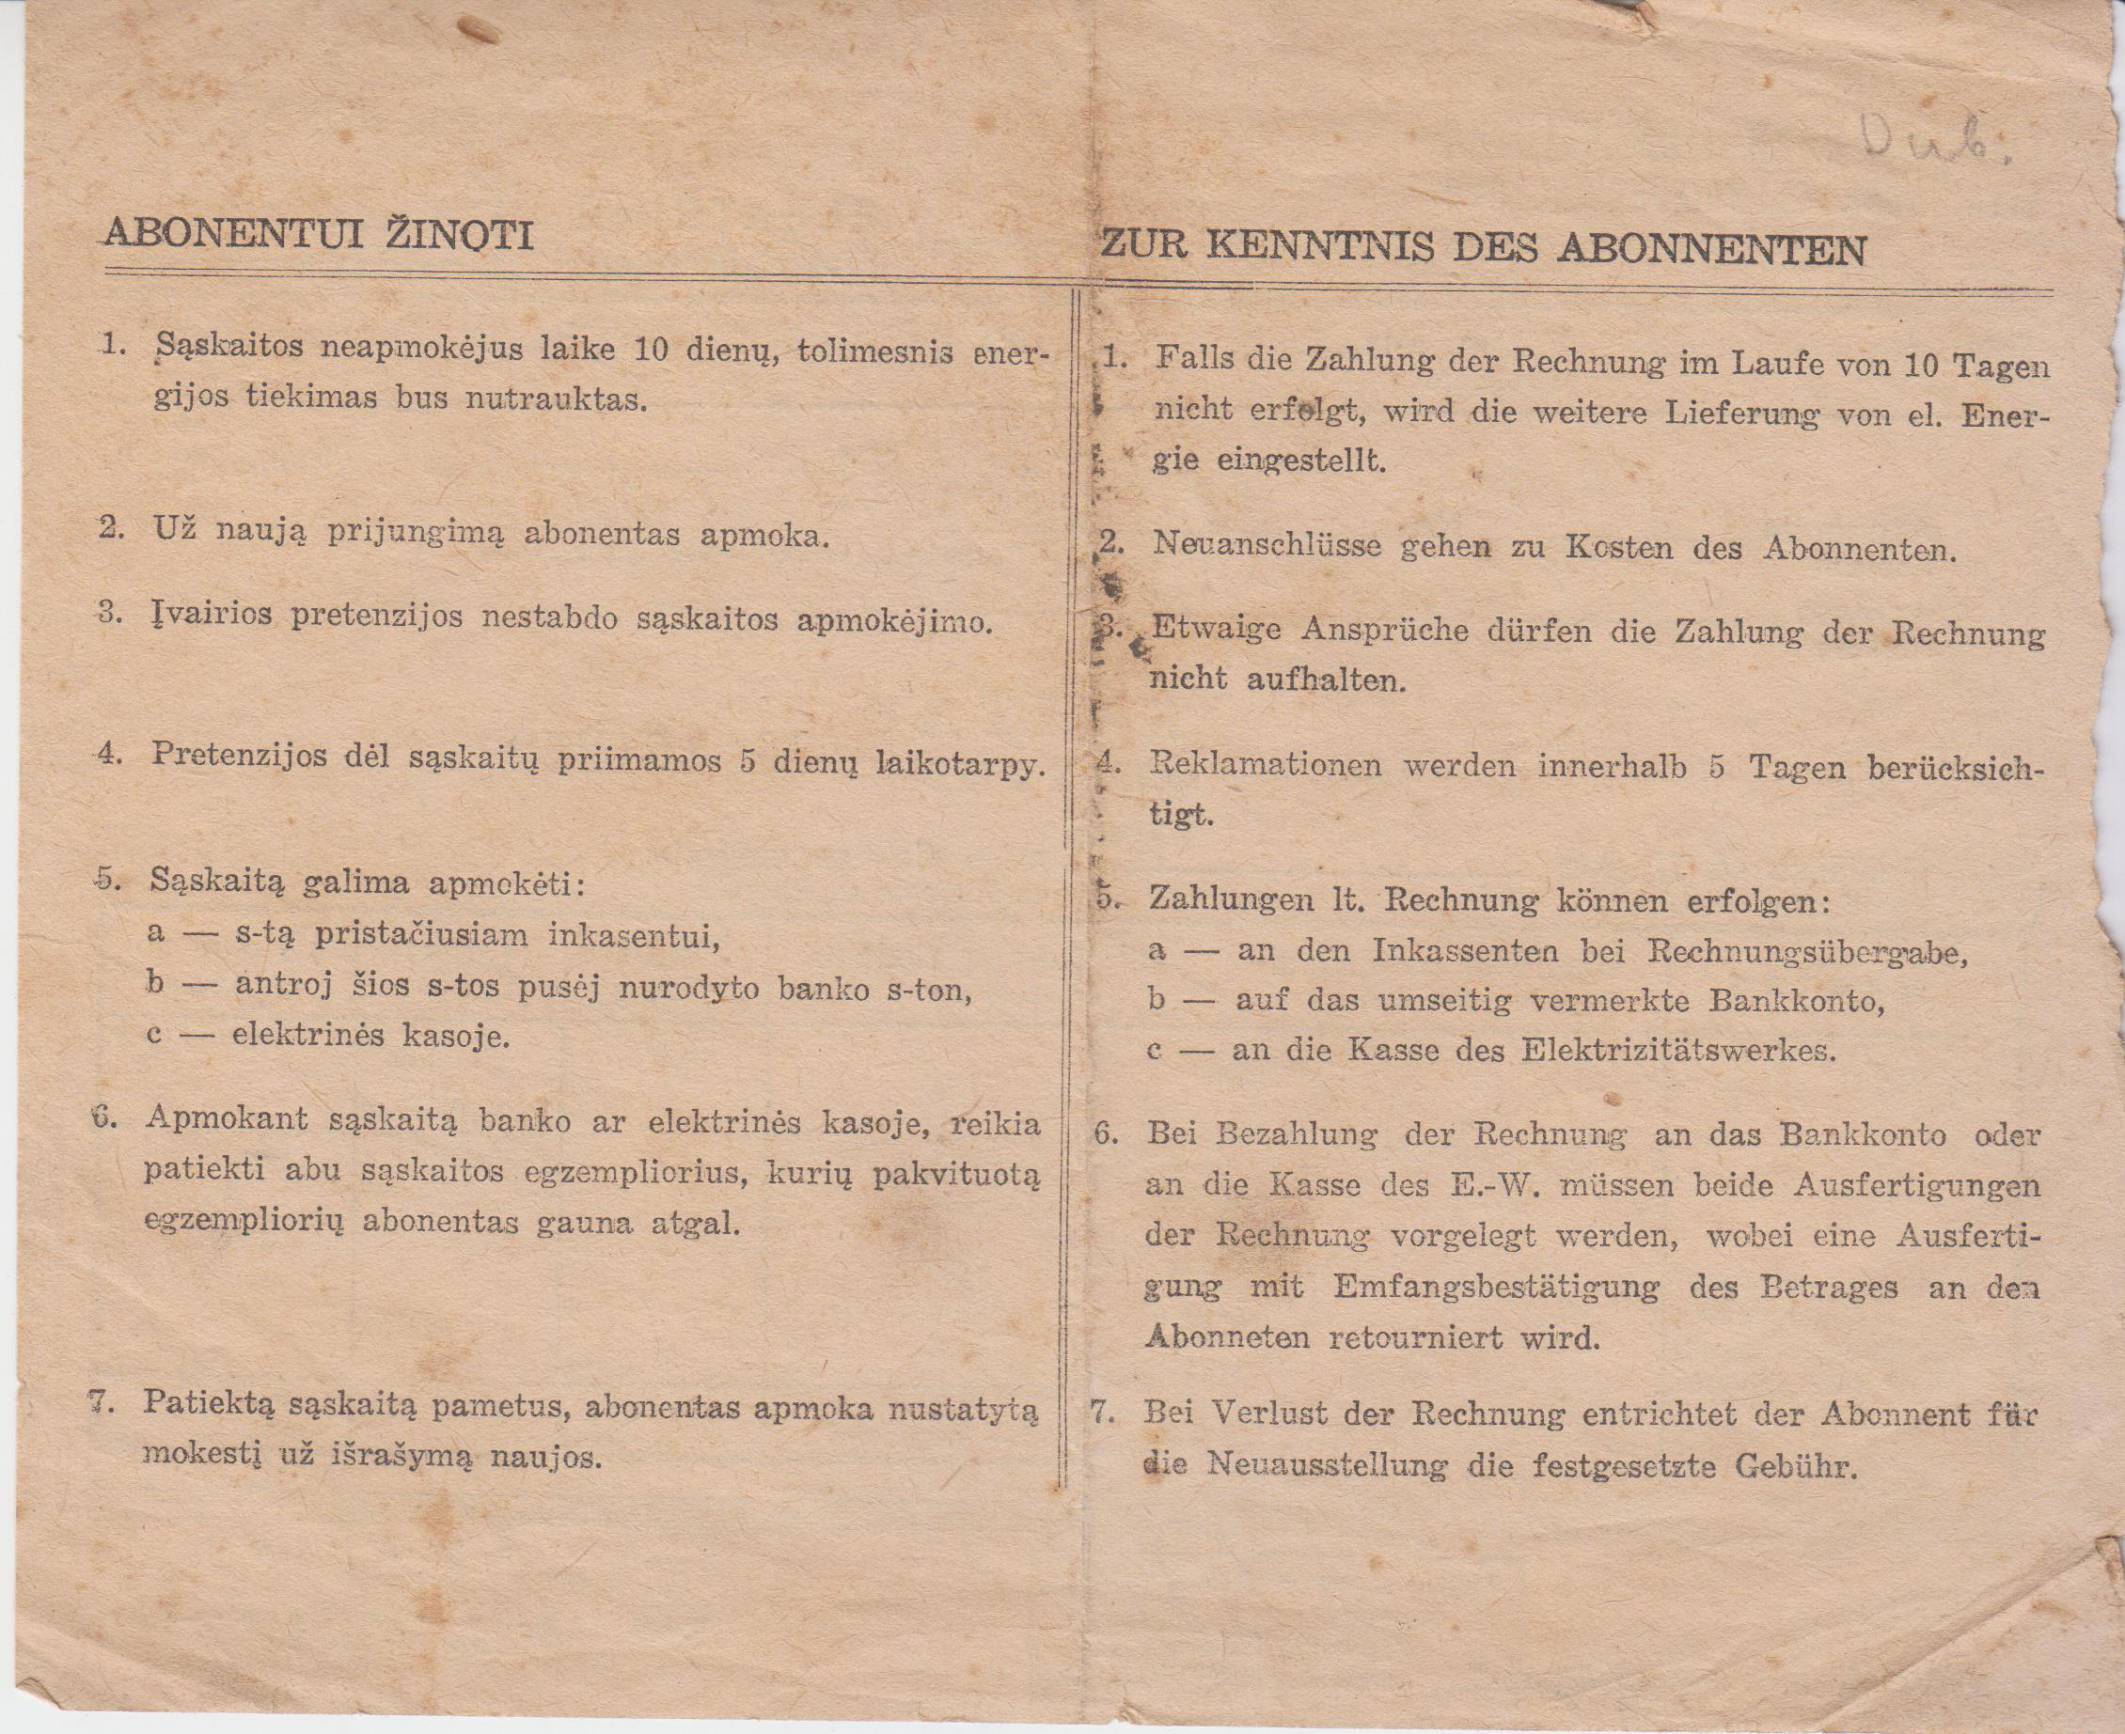 Dub.
ABONENTUI ŽINOTI
1. Sąskaitos neapmokėjus laike 10 dienų, tolimesnis ener-
gijos tiekimas bus nutrauktas.
2. Už naują prijungimą abonentas apmoka.
3. Įvairios pretenzijos nestabdo sąskaitos apmokėjimo.
4. Pretenzijos dėl sąskaitų priimamos 5 dienų laikotarpy.
5. Sąskaitą galima apmokėti:
a — s-tą pristačiusiam inkasentui,
b — antroj šios s-tos pusėj nurodyto banko s-ton,
c — elektrinės kasoje.
6. Apmokant sąskaitą banko ar elektrinės kasoje, reikia
patiekti abu sąskaitos egzempliorius, kurių pakvituotą
egzempliorių abonentas gauna atgal.
7. Patiektą sąskaitą pametus, abonentas apmoka nustatytą
mokestį už išrašymą naujos.
ZUR KENNTNIS DES ABONNENTEN
1. Falls die Zahlung der Rechnung im Laufe von 10 Tagen
nicht erfolgt, wird die weitere Lieferung von el. Ener-
gie eingestellt.
2. Neuanschlüsse gehen zu Kosten des Abonnenten.
3. Etwaige Ansprüche dürfen die Zahlung der Rechnung
nicht aufhalten.
4. Reklamationen werden innerhalb 5 Tagen berücksich-
tigt.
5. Zahlungen lt. Rechnung können erfolgen:
a — an den Inkassenten bei Rechnungsübergabe,
b — auf das umseitig vermerkte Bankkonto,
c — an die Kasse des Elektrizitätswerkes.
6. Bei Bezahlung der Rechnung an das Bankkonto oder
an die Kasse des E.-W. müssen beide Ausfertigungen
der Rechnung vorgelegt werden, wobei eine Ausferti-
gung mit Emfangsbestätigung des Betrages an den
Abonneten retourniert wird.
7. Bei Verlust der Rechnung entrichtet der Abonnent für
die Neuausstellung die festgesetzte Gebühr.